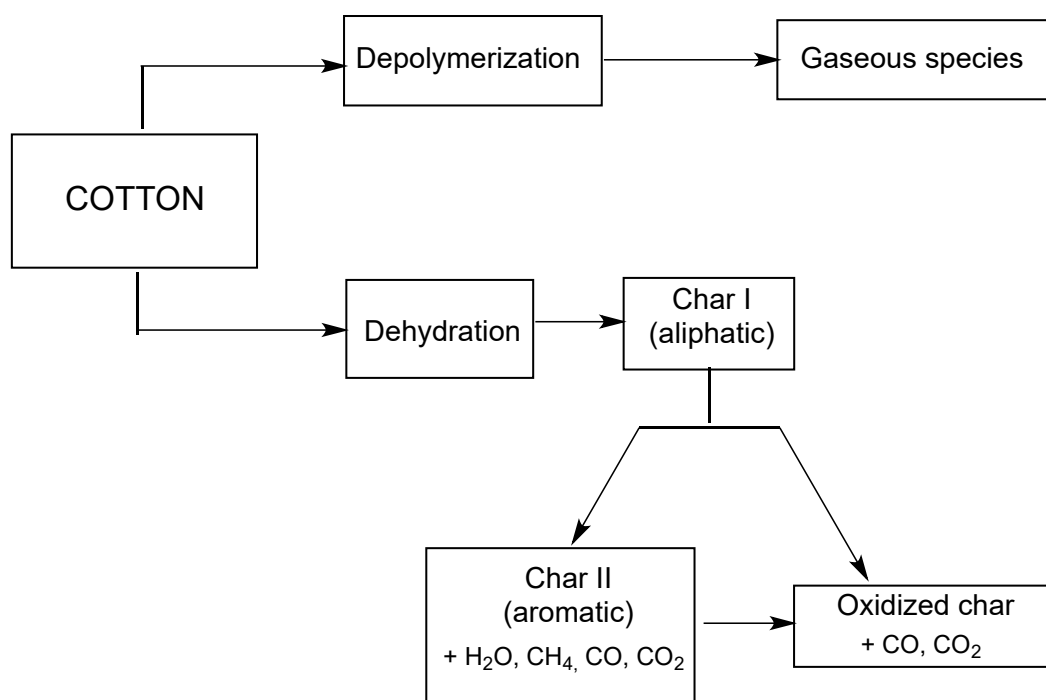 Depolymerization
Gaseous species
COTTON
Dehydration
Char I
(aliphatic)
Char II
(aromatic)
+ H₂O, CH₄, CO, CO₂
Oxidized char
+ CO, CO₂